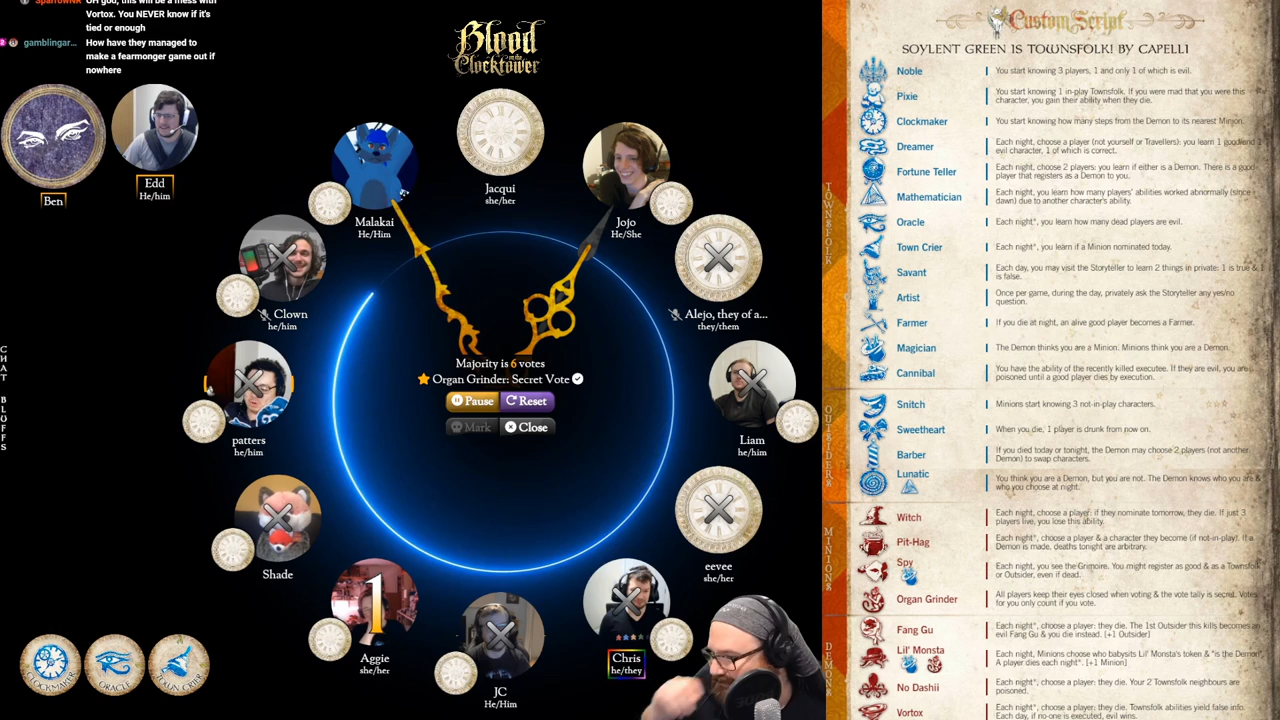 SparrowNR OH god, this will be a mess with
Vortox. You NEVER know if it's
tied or enough
gamblingar... How have they managed to
make a fearmonger game out if
nowhere
Ben
Edd
He/him
Blood
on the
Clocktower
Jacqui
she/her
Malakai
He/Him
Jojo
He/She
Clown
he/him
Alejo, they of a...
they/them
patters
he/him
Liam
he/him
Shade
eevee
she/her
1
Aggie
she/her
JC
He/Him
Chris
he/they
Majority is 6 votes
Organ Grinder: Secret Vote
Pause
Reset
Mark
Close
CHAT BLUFFS
CLOCKMAKER
ORACLE
TOWN CRIER
Custom Script
SOYLENT GREEN IS TOWNSFOLK! BY CAPELLI
TOWNSFOLK
Noble
You start knowing 3 players, 1 and only 1 of which is evil.
Pixie
You start knowing 1 in-play Townsfolk. If you were mad that you were this
character, you gain their ability when they die.
Clockmaker
You start knowing how many steps from the Demon to its nearest Minion.
Dreamer
Each night, choose a player (not yourself or Travellers): you learn 1 good and 1
evil character, 1 of which is correct.
Fortune Teller
Each night, choose 2 players: you learn if either is a Demon. There is a good
player that registers as a Demon to you.
Mathematician
Each night, you learn how many players' abilities worked abnormally (since
dawn) due to another character's ability.
Oracle
Each night*, you learn how many dead players are evil.
Town Crier
Each night*, you learn if a Minion nominated today.
Savant
Each day, you may visit the Storyteller to learn 2 things in private: 1 is true & 1
is false.
Artist
Once per game, during the day, privately ask the Storyteller any yes/no
question.
Farmer
If you die at night, an alive good player becomes a Farmer.
Magician
The Demon thinks you are a Minion. Minions think you are a Demon.
Cannibal
You have the ability of the recently killed executee. If they are evil, you are
poisoned until a good player dies by execution.
OUTSIDERS
Snitch
Minions start knowing 3 not-in-play characters.
Sweetheart
When you die, 1 player is drunk from now on.
Barber
If you died today or tonight, the Demon may choose 2 players (not another
Demon) to swap characters.
Lunatic
You think you are a Demon, but you are not. The Demon knows who you are &
who you choose at night.
MINIONS
Witch
Each night, choose a player: if they nominate tomorrow, they die. If just 3
players live, you lose this ability.
Pit-Hag
Each night*, choose a player & a character they become (if not-in-play). If a
Demon is made, deaths tonight are arbitrary.
Spy
Each night, you see the Grimoire. You might register as good & as a Townsfolk
or Outsider, even if dead.
Organ Grinder
All players keep their eyes closed when voting & the vote tally is secret. Votes
for you only count if you vote.
DEMONS
Fang Gu
Each night*, choose a player: they die. The 1st Outsider this kills becomes an
evil Fang Gu & you die instead. [+1 Outsider]
Lil' Monsta
Each night, Minions choose who babysits Lil' Monsta's token & "is the Demon".
A player dies each night*. [+1 Minion]
No Dashii
Each night*, choose a player: they die. Your 2 Townsfolk neighbours are
poisoned.
Vortox
Each night*, choose a player: they die. Townsfolk abilities yield false info.
Each day, if no-one is executed, evil wins.